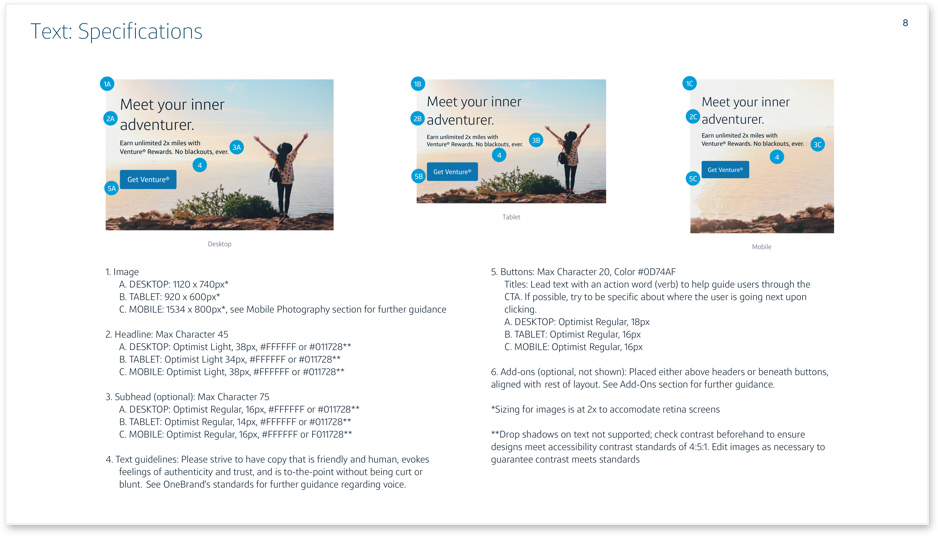 8
Text: Specifications
1A
Meet your inner
2A
adventurer.
Earn unlimited 2x miles with
Venture® Rewards. No blackouts, ever.
3A
4
Get Venture®
5A
Desktop
1B
Meet your inner
2B
adventurer.
Earn unlimited 2x miles with
Venture® Rewards. No blackouts, ever.
3B
4
Get Venture®
5B
Tablet
1C
Meet your inner
2C
adventurer.
Earn unlimited 2x miles with
Venture® Rewards. No blackouts, ever.
3C
4
Get Venture®
5C
Mobile
1. Image
A. DESKTOP: 1120 x 740px*
B. TABLET: 920 x 600px*
C. MOBILE: 1534 x 800px*, see Mobile Photography section for further guidance
2. Headline: Max Character 45
A. DESKTOP: Optimist Light, 38px, #FFFFFF or #011728**
B. TABLET: Optimist Light 34px, #FFFFFF or #011728**
C. MOBILE: Optimist Light, 38px, #FFFFFF or #011728**
3. Subhead (optional): Max Character 75
A. DESKTOP: Optimist Regular, 16px, #FFFFFF or #011728**
B. TABLET: Optimist Regular, 14px, #FFFFFF or #011728**
C. MOBILE: Optimist Regular, 16px, #FFFFFF or F011728**
4. Text guidelines: Please strive to have copy that is friendly and human, evokes
feelings of authenticity and trust, and is to-the-point without being curt or
blunt. See OneBrand's standards for further guidance regarding voice.
5. Buttons: Max Character 20, Color #0D74AF
Titles: Lead text with an action word (verb) to help guide users through the
CTA. If possible, try to be specific about where the user is going next upon
clicking.
A. DESKTOP: Optimist Regular, 18px
B. TABLET: Optimist Regular, 16px
C. MOBILE: Optimist Regular, 16px
6. Add-ons (optional, not shown): Placed either above headers or beneath buttons,
aligned with rest of layout. See Add-Ons section for further guidance.
*Sizing for images is at 2x to accomodate retina screens
**Drop shadows on text not supported; check contrast beforehand to ensure
designs meet accessibility contrast standards of 4:5:1. Edit images as necessary to
guarantee contrast meets standards